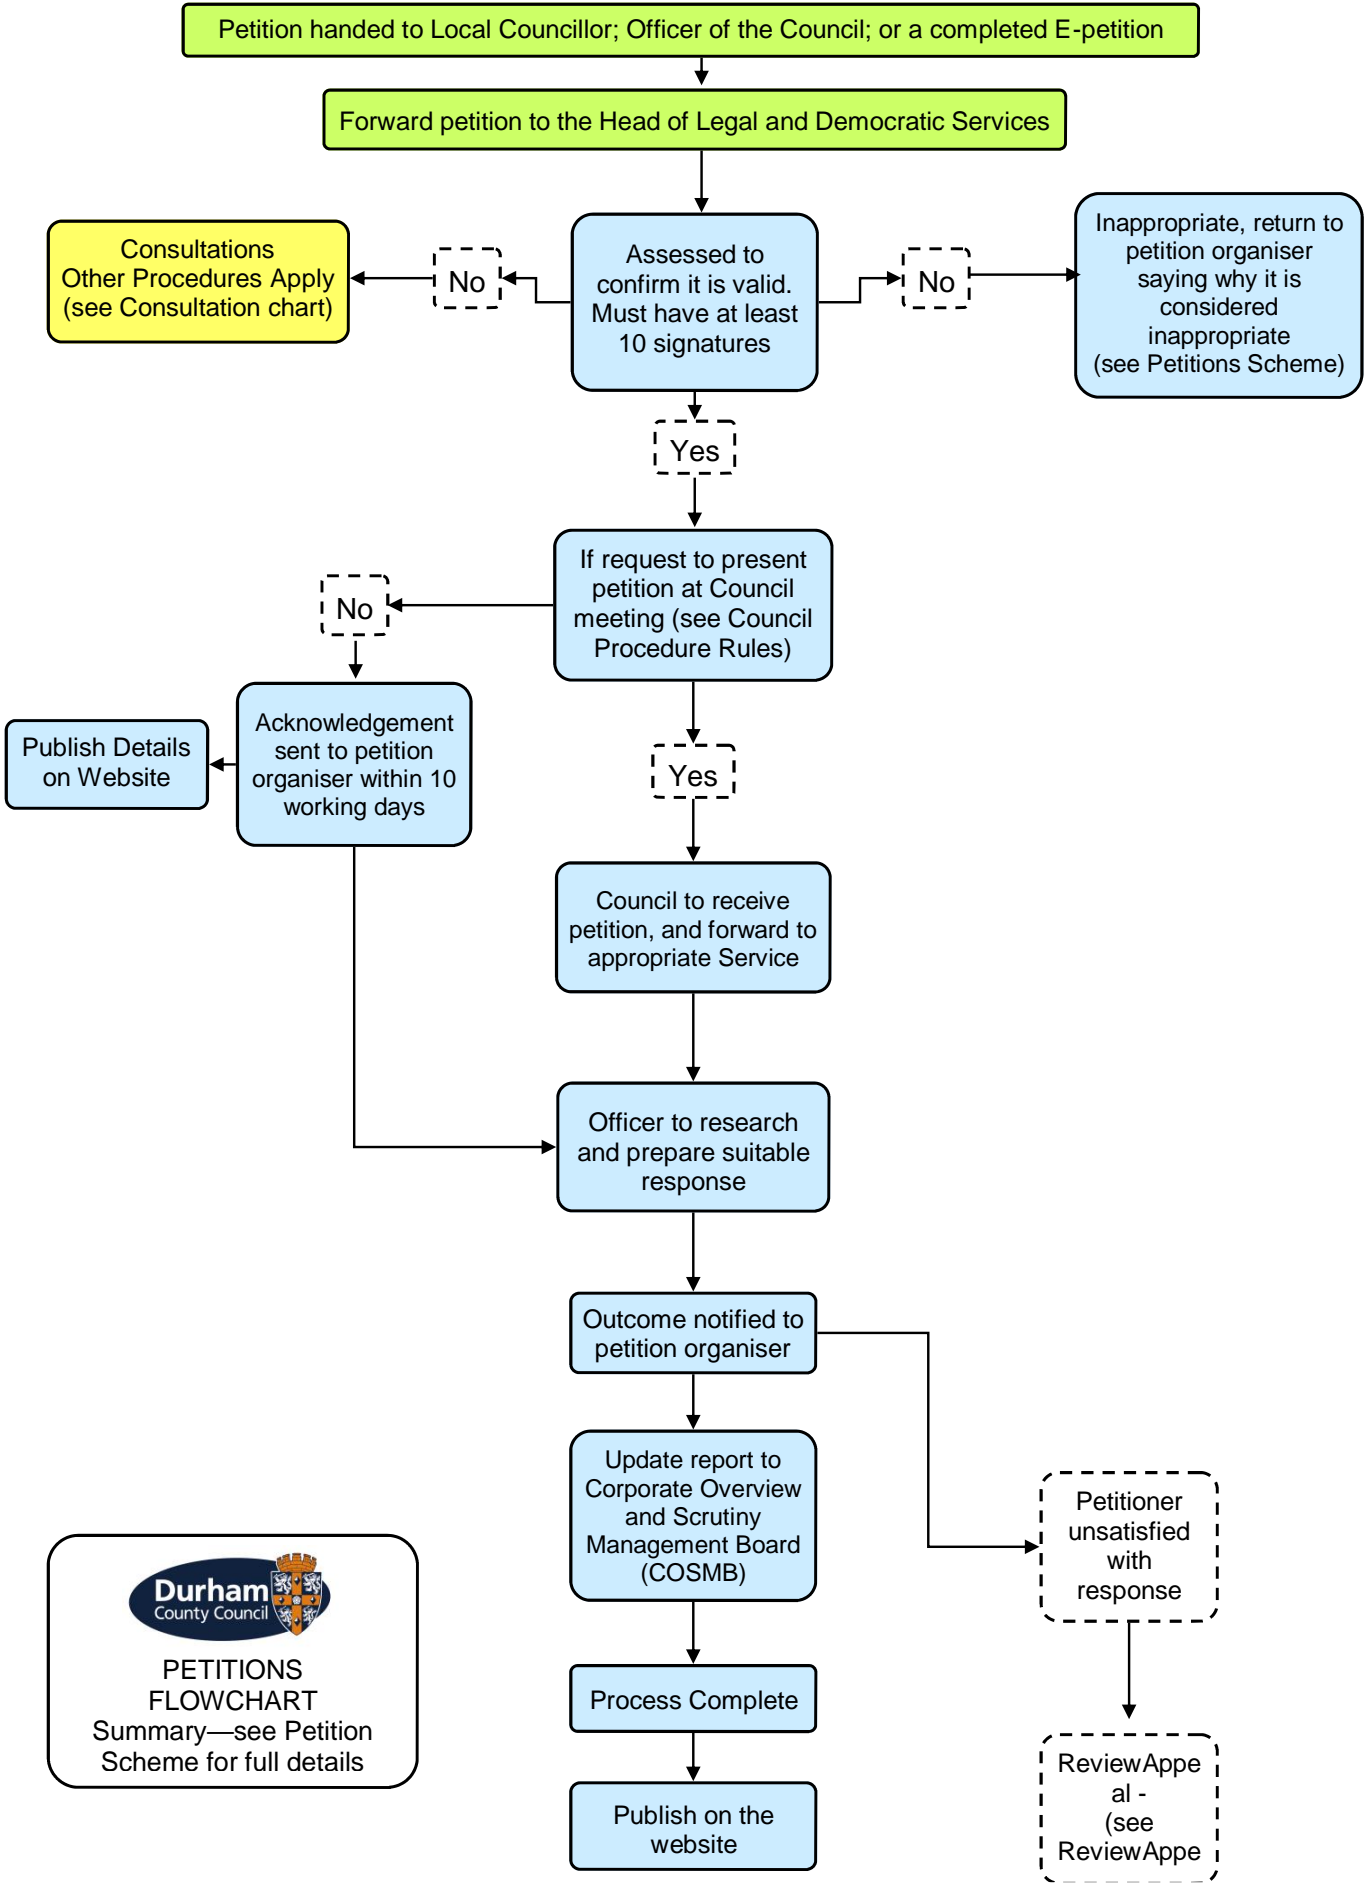 Petition handed to Local Councillor; Officer of the Council; or a completed E-petition
Forward petition to the Head of Legal and Democratic Services
Consultations
Other Procedures Apply
(see Consultation chart)
No
Assessed to
confirm it is valid.
Must have at least
10 signatures
No
Inappropriate, return to
petition organiser
saying why it is
considered
inappropriate
(see Petitions Scheme)
Yes
If request to present
petition at Council
meeting (see Council
Procedure Rules)
No
Acknowledgement
sent to petition
organiser within 10
working days
Publish Details
on Website
Yes
Council to receive
petition, and forward to
appropriate Service
Officer to research
and prepare suitable
response
Outcome notified to
petition organiser
Update report to
Corporate Overview
and Scrutiny
Management Board
(COSMB)
Petitioner
unsatisfied
with
response
Process Complete
Publish on the
website
ReviewAppe
al -
(see
ReviewAppe
Durham
County Council
PETITIONS
FLOWCHART
Summary—see Petition
Scheme for full details